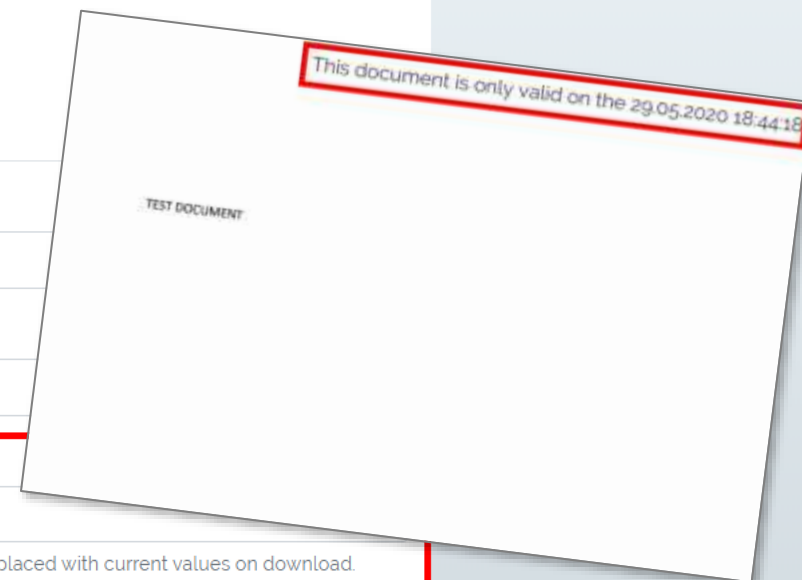 This document is only valid on the 29.05.2020 18:44:18
TEST DOCUMENT
placed with current values on download.